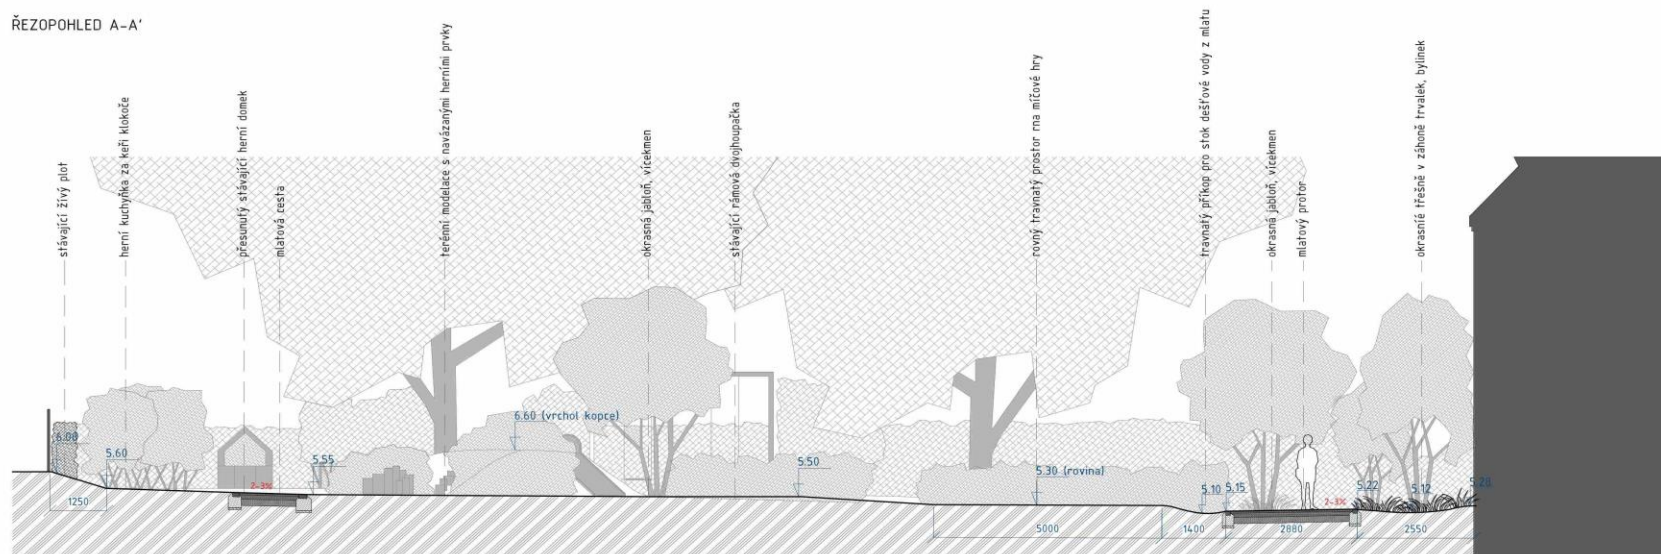 ŘEZOPOHLED A-A'
stávající živý plot
herní kuchyňka za keři klokoče
přesunutý stávající herní domek
mlatová cesta
terénní modelace s navázanými herními prvky
okrasná jabloň, vícekmen
stávající rámová dvojhoupačka
rovný travnatý prostor rna míčové hry
travnatý příkop pro stok dešťové vody z mlatu
okrasná jabloň, vícekmen
mlatový protor
okrasníé třešně v záhoně trvalek, bylinek
6.08
5.60
5.55
6.60 (vrchol kopce)
5.50
5.30 (rovina)
5.10
5.15
5.22
5.12
5.28
2-3%
2-3%
1250
5000
1400
2880
2550